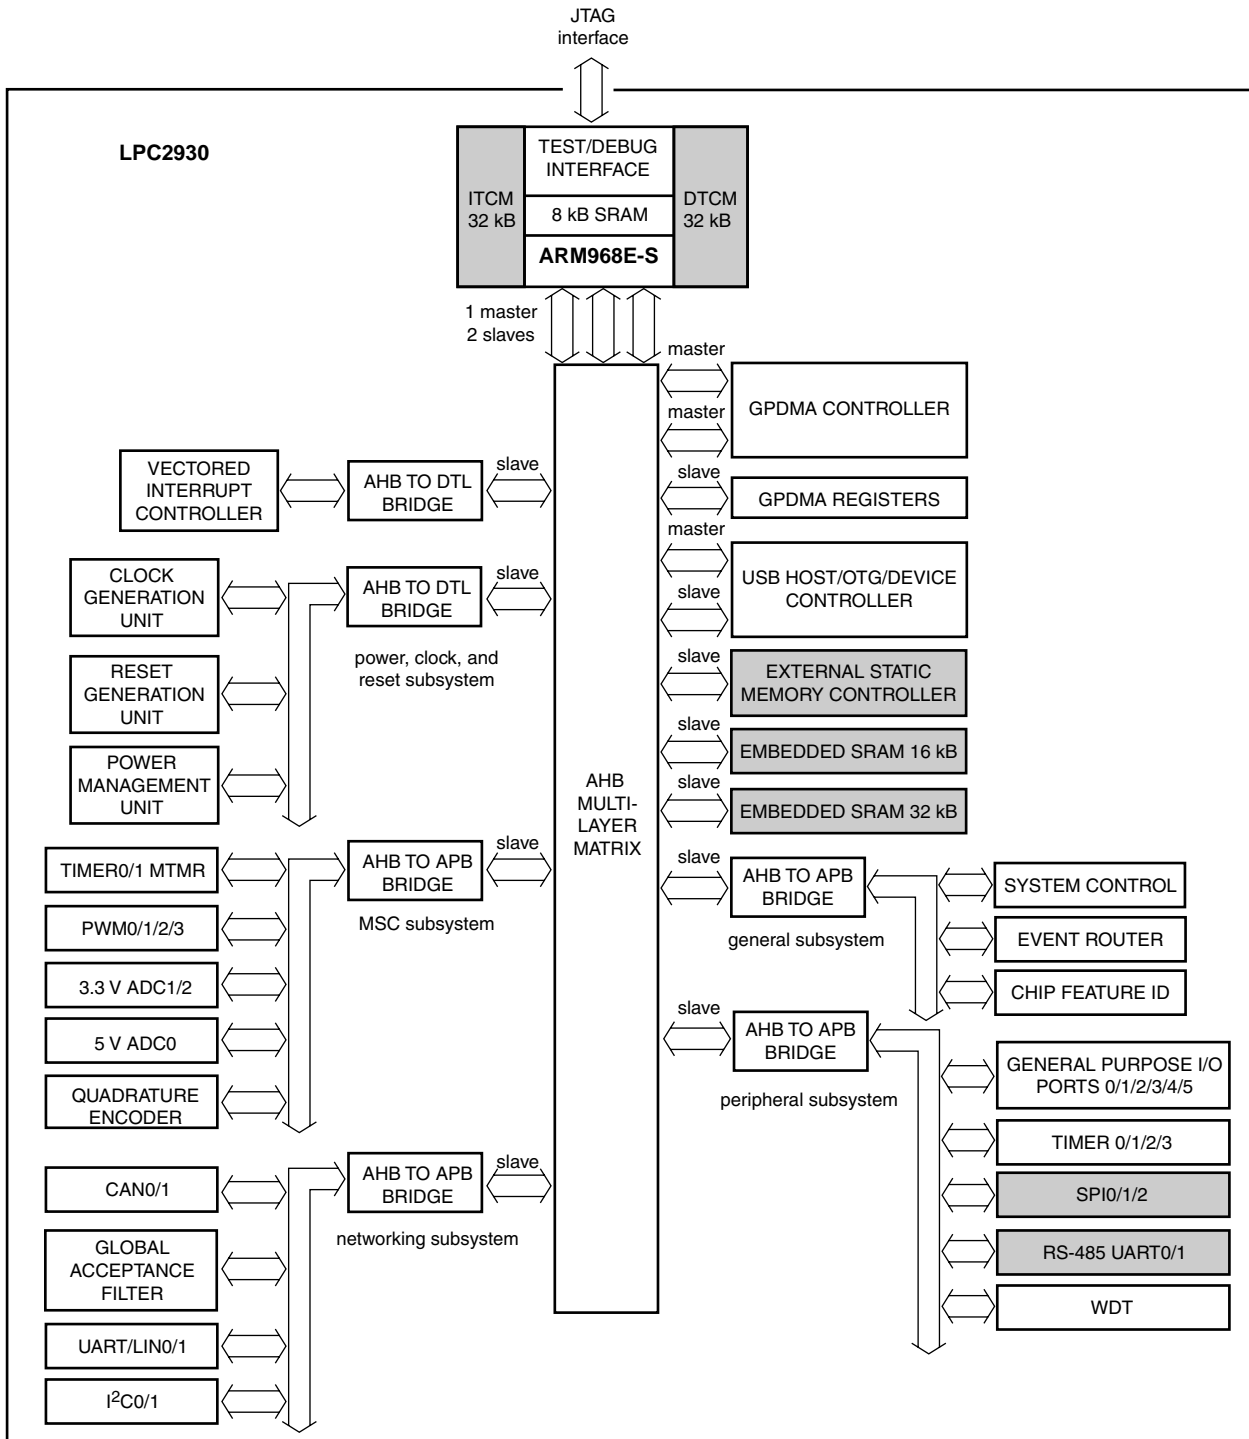 JTAG
interface
LPC2930
ITCM
32 kB
TEST/DEBUG
INTERFACE
8 kB SRAM
ARM968E-S
DTCM
32 kB
1 master
2 slaves
master
GPDMA CONTROLLER
master
slave
GPDMA REGISTERS
master
USB HOST/OTG/DEVICE
CONTROLLER
slave
slave
EXTERNAL STATIC
MEMORY CONTROLLER
slave
EMBEDDED SRAM 16 kB
slave
EMBEDDED SRAM 32 kB
AHB
MULTI-
LAYER
MATRIX
VECTORED
INTERRUPT
CONTROLLER
AHB TO DTL
BRIDGE
slave
CLOCK
GENERATION
UNIT
AHB TO DTL
BRIDGE
slave
power, clock, and
reset subsystem
RESET
GENERATION
UNIT
POWER
MANAGEMENT
UNIT
TIMER0/1 MTMR
AHB TO APB
BRIDGE
slave
MSC subsystem
PWM0/1/2/3
3.3 V ADC1/2
5 V ADC0
QUADRATURE
ENCODER
CAN0/1
AHB TO APB
BRIDGE
slave
networking subsystem
GLOBAL
ACCEPTANCE
FILTER
UART/LIN0/1
I²C0/1
slave
AHB TO APB
BRIDGE
general subsystem
SYSTEM CONTROL
EVENT ROUTER
CHIP FEATURE ID
slave
AHB TO APB
BRIDGE
peripheral subsystem
GENERAL PURPOSE I/O
PORTS 0/1/2/3/4/5
TIMER 0/1/2/3
SPI0/1/2
RS-485 UART0/1
WDT